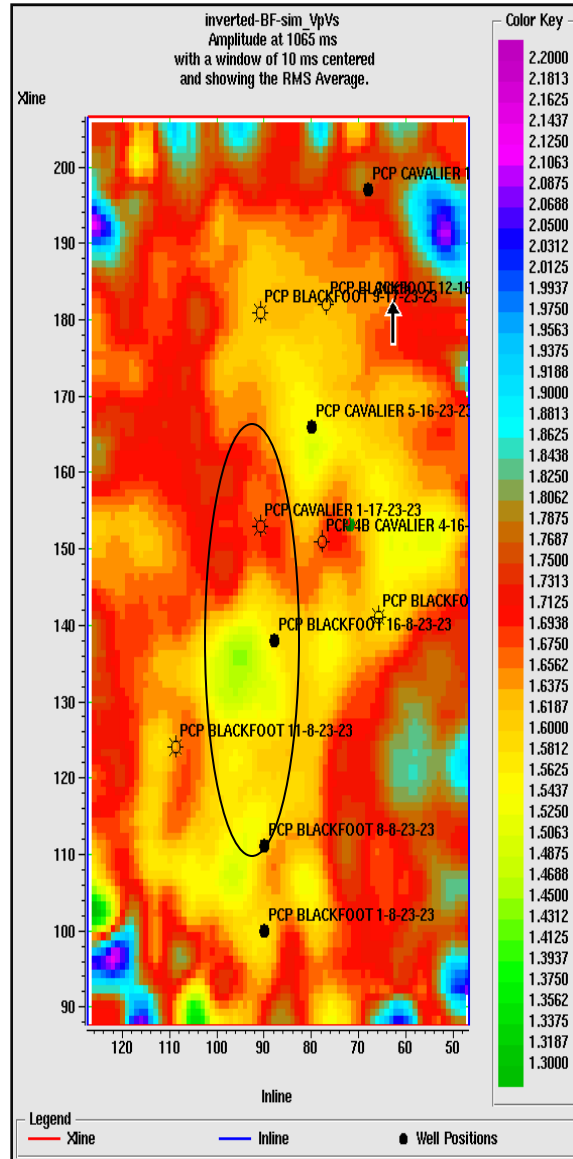 inverted-BF-sim_VpVs
Amplitude at 1065 ms
with a window of 10 ms centered
and showing the RMS Average.
Color Key
Xline
200
190
180
170
160
150
140
130
120
110
100
90
PCP CAVALIER 1
PCP BLACKFOOT 12-16
PCP BLACKFOOT 9-17-23-23
PCP CAVALIER 5-16-23-23
PCP CAVALIER 1-17-23-23
CAVALIER 4-16-
PCP BLACKFOO
PCP BLACKFOOT 16-8-23-23
PCP BLACKFOOT 11-8-23-23
PCP BLACKFOOT 8-8-23-23
PCP BLACKFOOT 1-8-23-23
120 110 100 90 80 70 60 50
Inline
2.2000
2.1813
2.1625
2.1437
2.1250
2.1063
2.0875
2.0688
2.0500
2.0312
2.0125
1.9937
1.9750
1.9563
1.9375
1.9188
1.9000
1.8813
1.8625
1.8438
1.8250
1.8062
1.7875
1.7687
1.7500
1.7313
1.7125
1.6938
1.6750
1.6562
1.6375
1.6187
1.6000
1.5812
1.5625
1.5437
1.5250
1.5063
1.4875
1.4688
1.4500
1.4312
1.4125
1.3937
1.3750
1.3562
1.3375
1.3187
1.3000
Legend
Xline Inline Well Positions